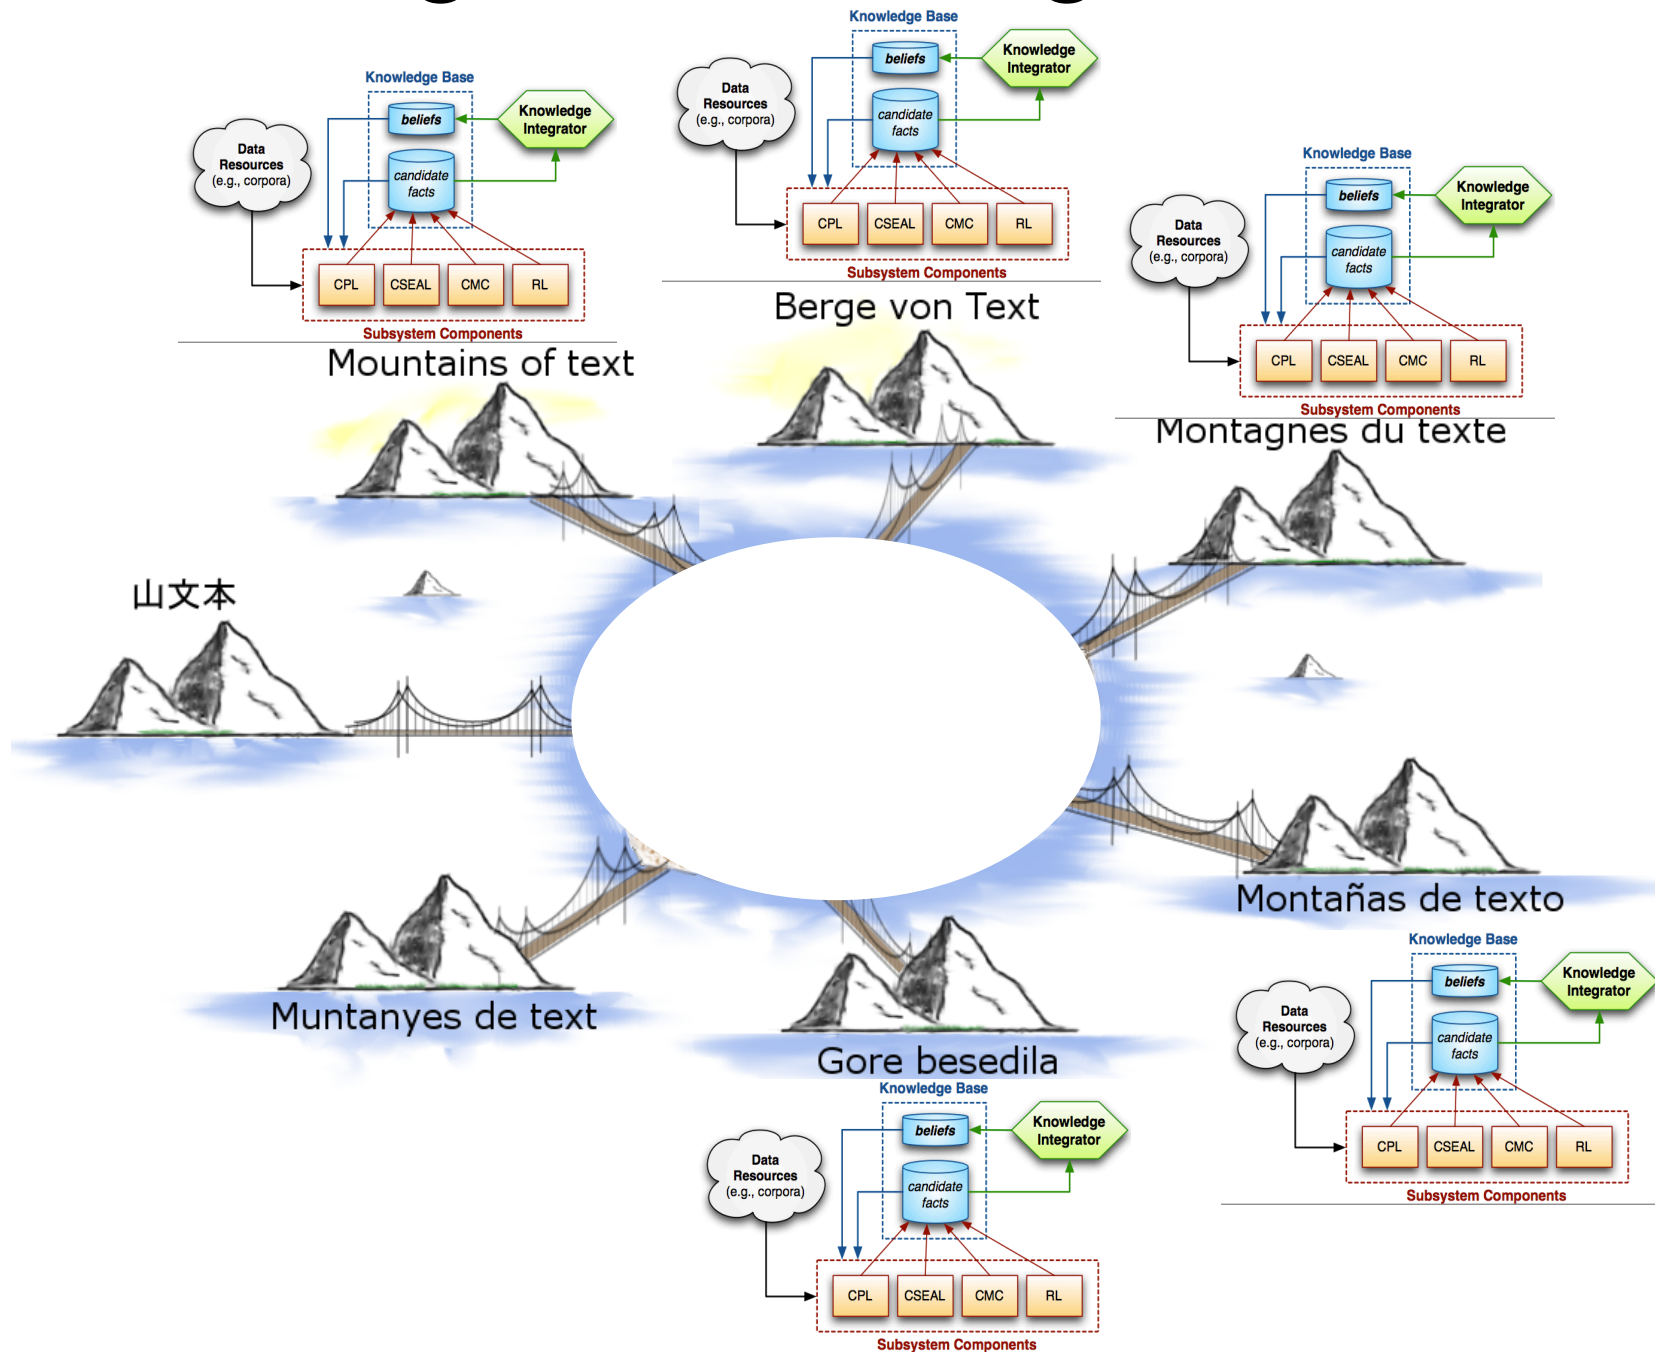 Knowledge Base
beliefs
Knowledge
Integrator
Data
Resources
(e.g., corpora)
candidate
facts
CPL CSEAL CMC RL
Subsystem Components
Mountains of text
Knowledge Base
beliefs
Knowledge
Integrator
Data
Resources
(e.g., corpora)
candidate
facts
CPL CSEAL CMC RL
Subsystem Components
Berge von Text
Knowledge Base
beliefs
Knowledge
Integrator
Data
Resources
(e.g., corpora)
candidate
facts
CPL CSEAL CMC RL
Subsystem Components
Montagnes du texte
山文本
Montañas de texto
Knowledge Base
beliefs
Knowledge
Integrator
Data
Resources
(e.g., corpora)
candidate
facts
CPL CSEAL CMC RL
Subsystem Components
Muntanyes de text
Gore besedila
Knowledge Base
beliefs
Knowledge
Integrator
Data
Resources
(e.g., corpora)
candidate
facts
CPL CSEAL CMC RL
Subsystem Components